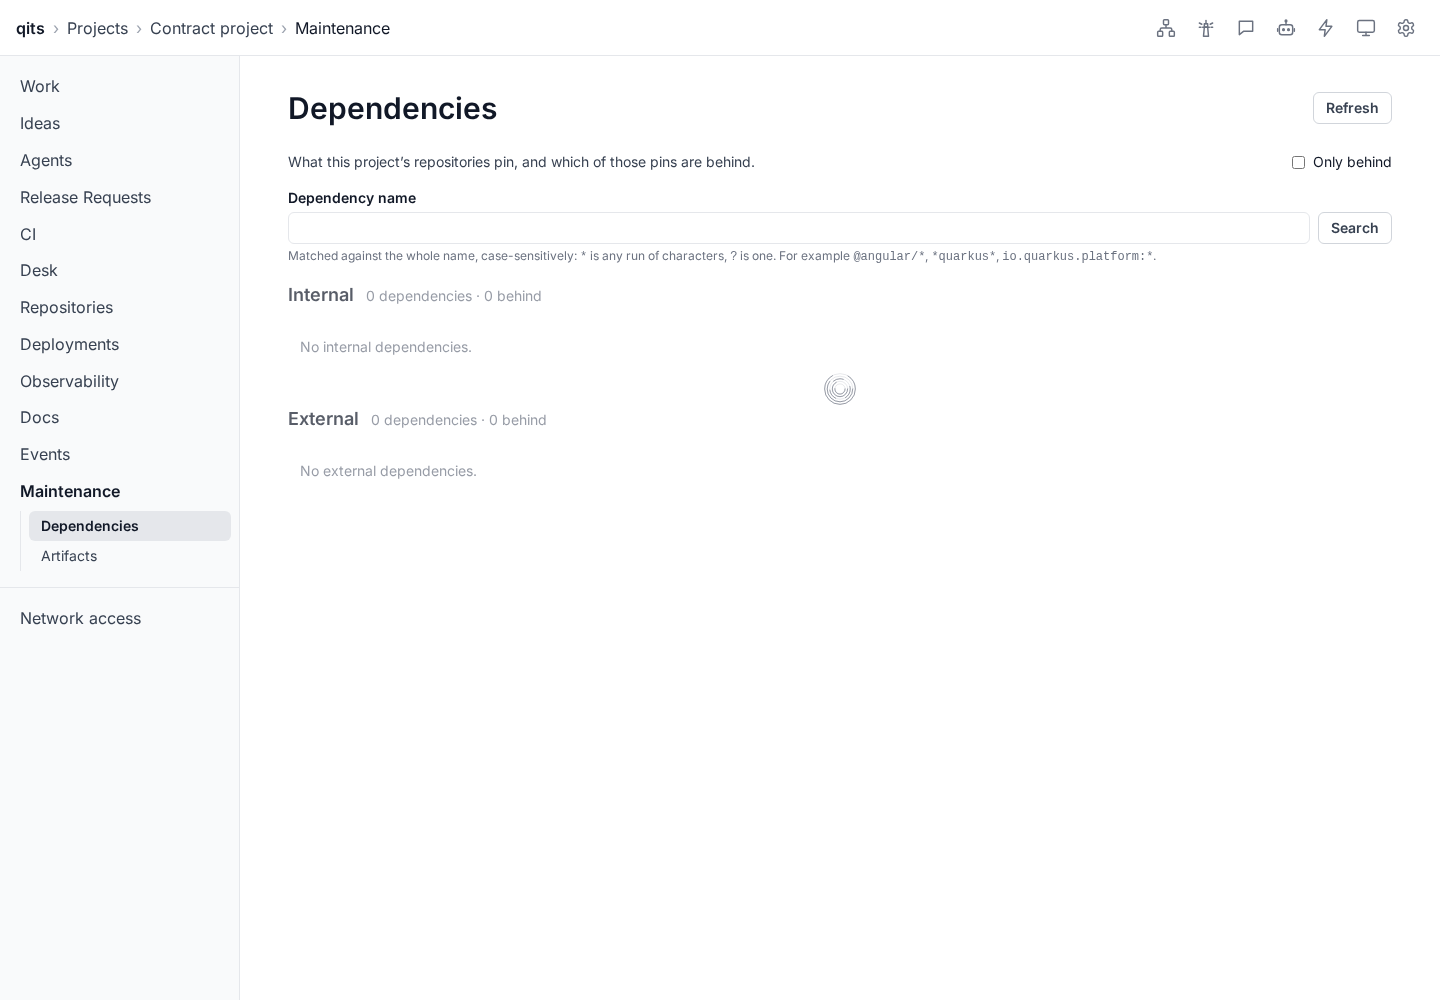 qits › Projects › Contract project › Maintenance
Work
Ideas
Agents
Release Requests
CI
Desk
Repositories
Deployments
Observability
Docs
Events
Maintenance
Dependencies
Artifacts
Network access
Dependencies
Refresh
What this project’s repositories pin, and which of those pins are behind.
Only behind
Dependency name
Search
Matched against the whole name, case-sensitively: * is any run of characters, ? is one. For example @angular/*, *quarkus*, io.quarkus.platform:*.
Internal 0 dependencies · 0 behind
No internal dependencies.
External 0 dependencies · 0 behind
No external dependencies.